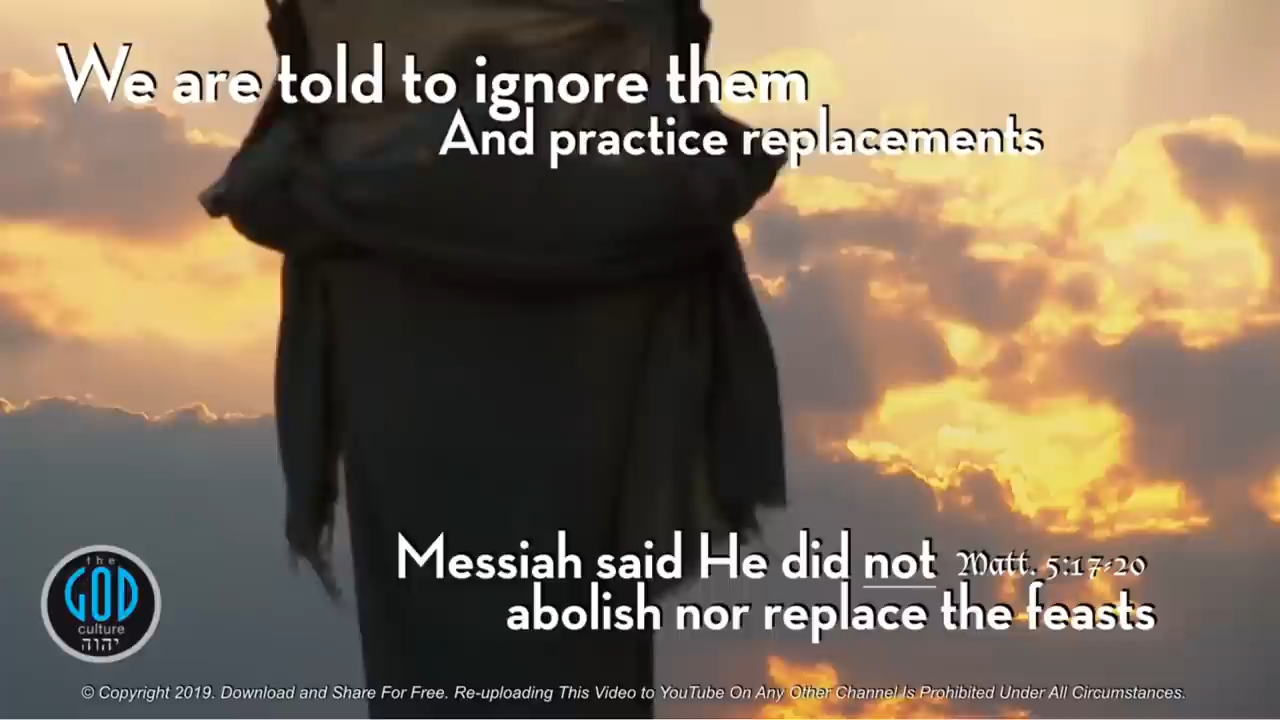 We are told to ignore them
And practice replacements
Messiah said He did not Matt. 5:17-20
abolish nor replace the feasts
the
GOD
culture
יהוה
© Copyright 2019. Download and Share For Free. Re-uploading This Video to YouTube On Any Other Channel Is Prohibited Under All Circumstances.